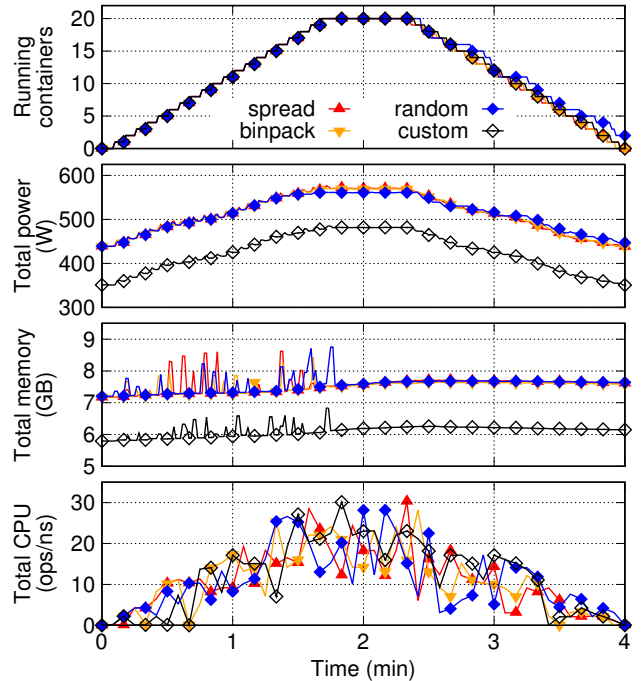 20
15
10
5
0
Running
containers
spread
random
binpack
custom
600
500
400
300
Total power
(W)
9
8
7
6
5
Total memory
(GB)
30
20
10
0
Total CPU
(ops/ns)
0
1
2
3
4
Time (min)